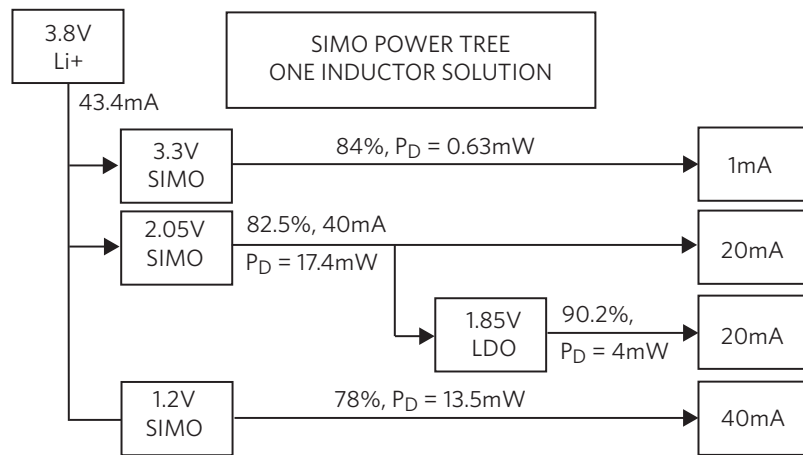 3.8V
Li+
SIMO POWER TREE
ONE INDUCTOR SOLUTION
43.4mA
3.3V
SIMO
84%, PD = 0.63mW
1mA
2.05V
SIMO
82.5%, 40mA
PD = 17.4mW
20mA
1.85V
LDO
90.2%,
PD = 4mW
20mA
1.2V
SIMO
78%, PD = 13.5mW
40mA